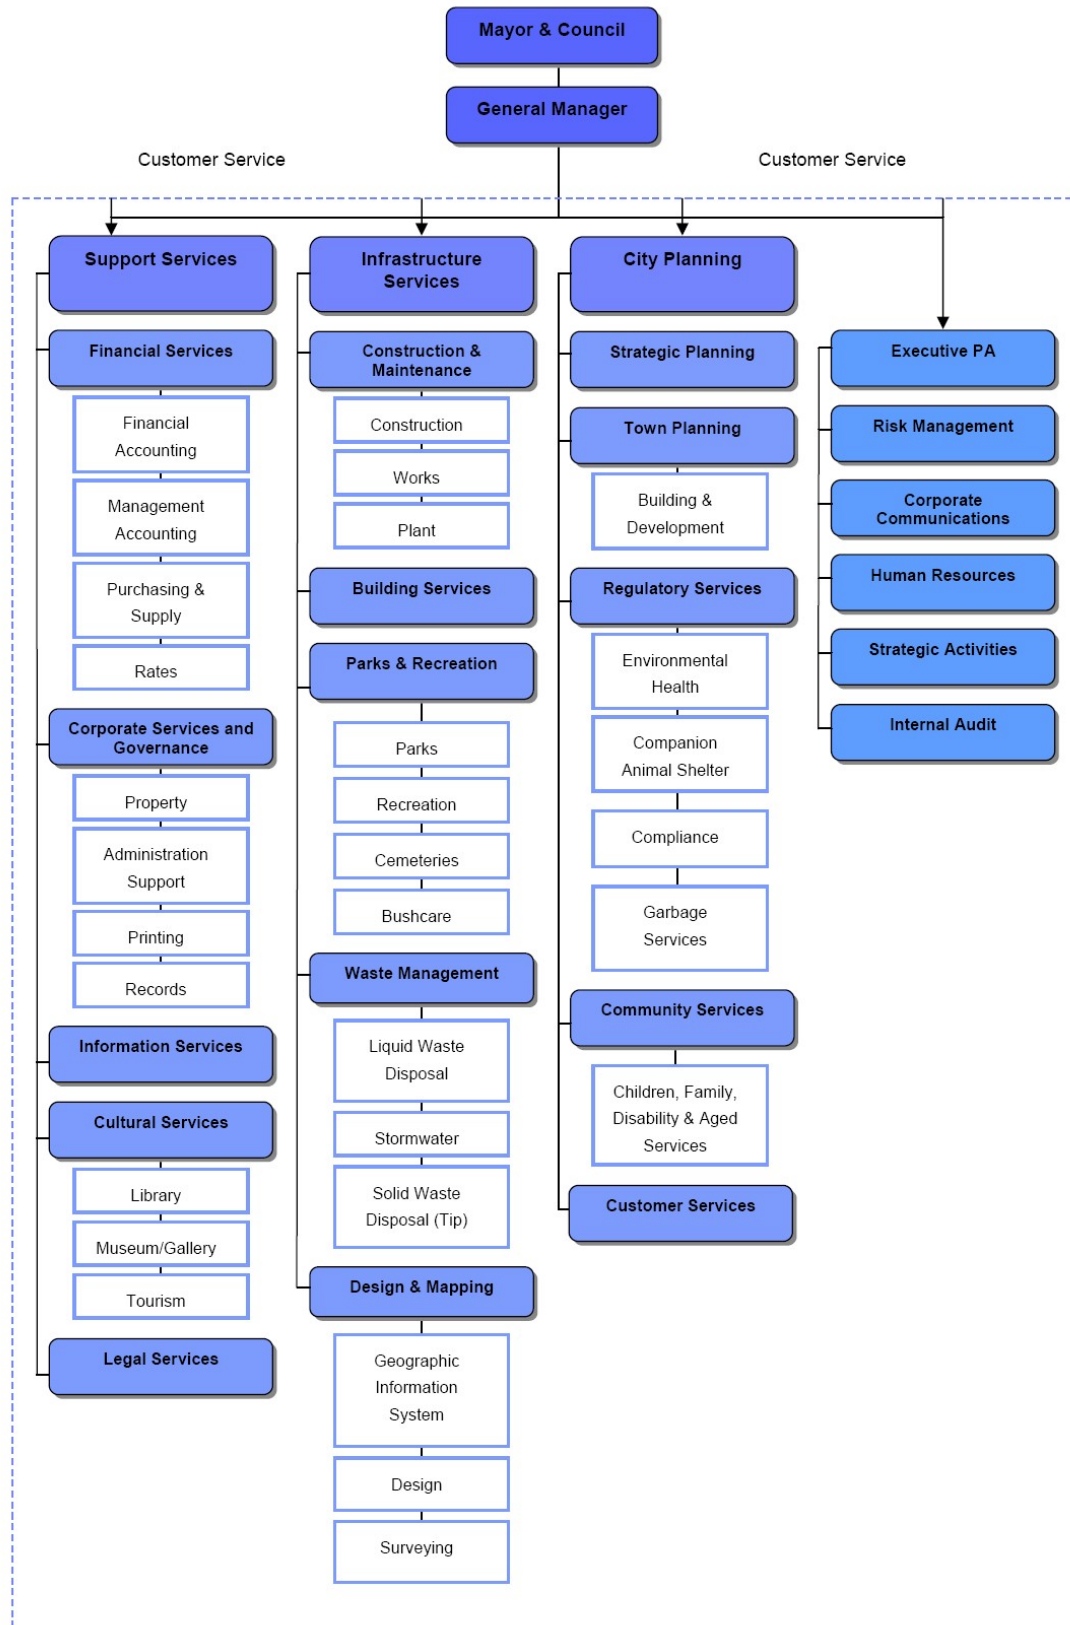 Mayor & Council
General Manager
Customer Service
Customer Service
Support Services
Financial Services
Financial
Accounting
Management
Accounting
Purchasing &
Supply
Rates
Corporate Services and
Governance
Property
Administration
Support
Printing
Records
Information Services
Cultural Services
Library
Museum/Gallery
Tourism
Legal Services
Infrastructure
Services
Construction &
Maintenance
Construction
Works
Plant
Building Services
Parks & Recreation
Parks
Recreation
Cemeteries
Bushcare
Waste Management
Liquid Waste
Disposal
Stormwater
Solid Waste
Disposal (Tip)
Design & Mapping
Geographic
Information
System
Design
Surveying
City Planning
Strategic Planning
Town Planning
Building &
Development
Regulatory Services
Environmental
Health
Companion
Animal Shelter
Compliance
Garbage
Services
Community Services
Children, Family,
Disability & Aged
Services
Customer Services
Executive PA
Risk Management
Corporate
Communications
Human Resources
Strategic Activities
Internal Audit